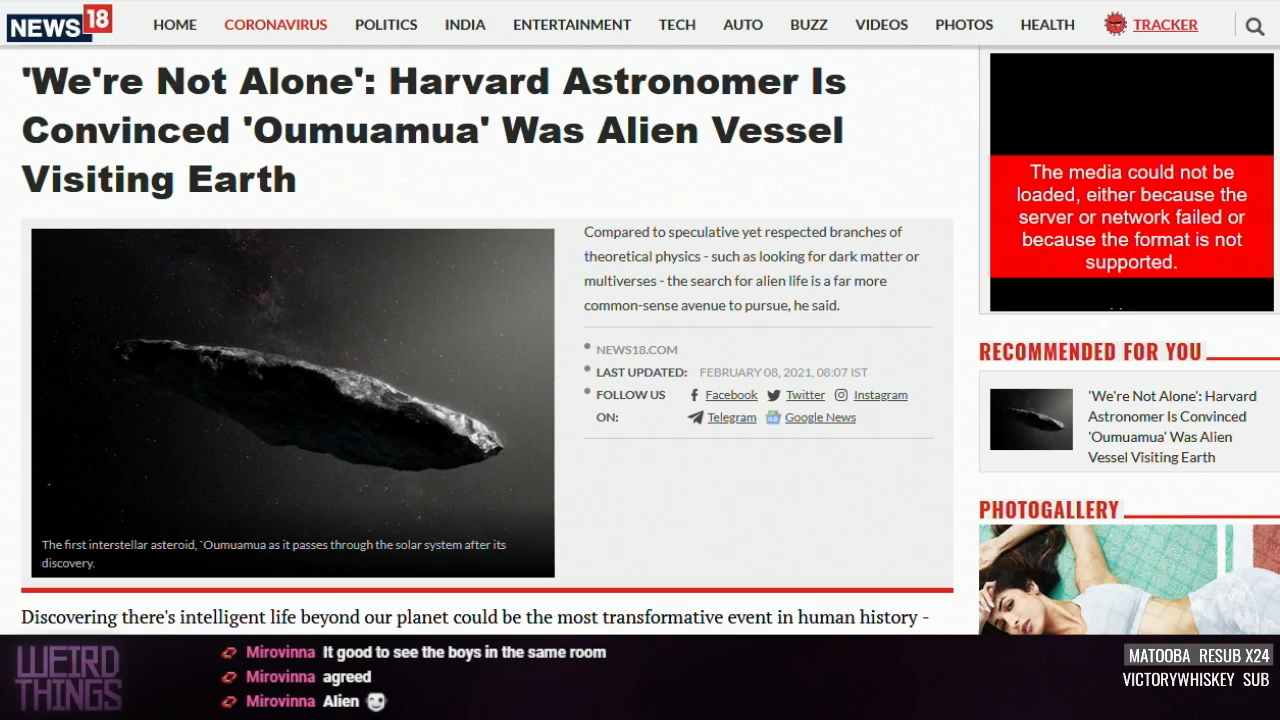 NEWS 18
HOME CORONAVIRUS POLITICS INDIA ENTERTAINMENT TECH AUTO BUZZ VIDEOS PHOTOS HEALTH TRACKER
'We're Not Alone': Harvard Astronomer Is
Convinced 'Oumuamua' Was Alien Vessel
Visiting Earth
The first interstellar asteroid, `Oumuamua as it passes through the solar system after its
discovery.
Compared to speculative yet respected branches of
theoretical physics - such as looking for dark matter or
multiverses - the search for alien life is a far more
common-sense avenue to pursue, he said.
NEWS18.COM
LAST UPDATED: FEBRUARY 08, 2021, 08:07 IST
FOLLOW US Facebook Twitter Instagram
ON: Telegram Google News
Discovering there's intelligent life beyond our planet could be the most transformative event in human history -
The media could not be
loaded, either because the
server or network failed or
because the format is not
supported.
RECOMMENDED FOR YOU
'We're Not Alone': Harvard
Astronomer Is Convinced
'Oumuamua' Was Alien
Vessel Visiting Earth
PHOTOGALLERY
WEIRD
THINGS
Mirovinna It good to see the boys in the same room
Mirovinna agreed
Mirovinna Alien
MATOOBA RESUB X24
VICTORYWHISKEY SUB